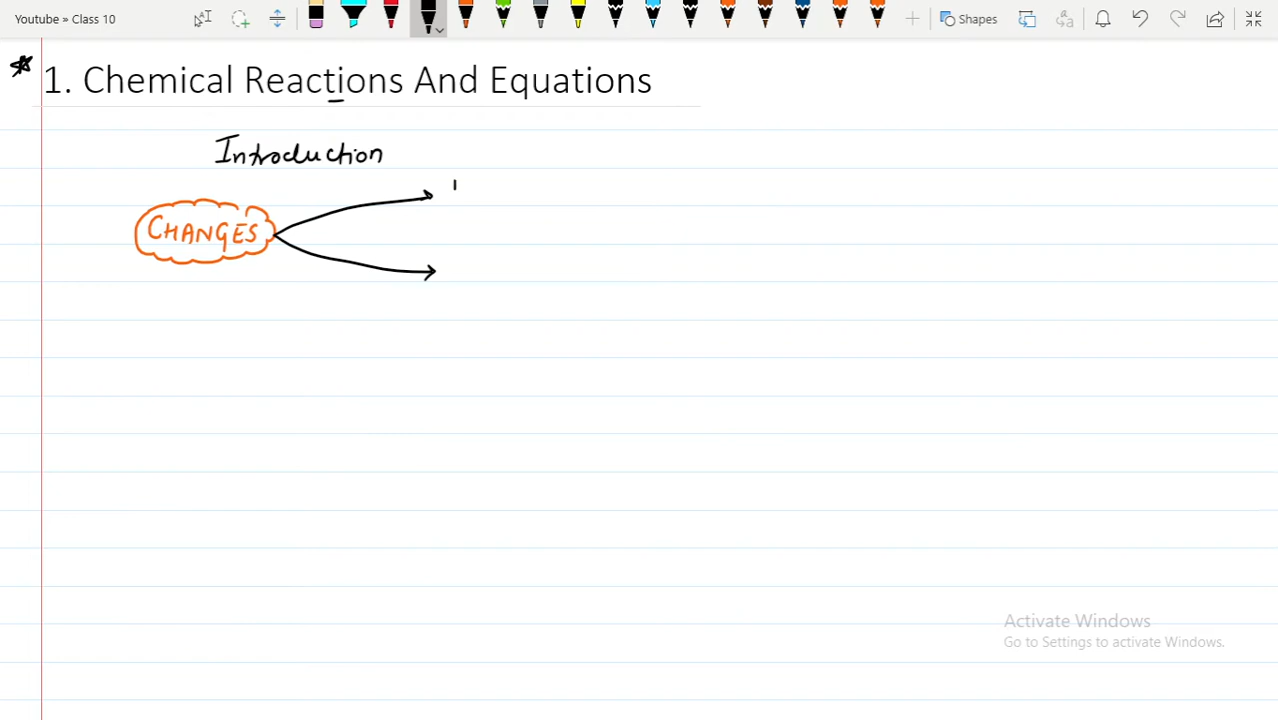 Youtube » Class 10
Shapes
1. Chemical Reactions And Equations
Introduction
CHANGES
Activate Windows
Go to Settings to activate Windows.